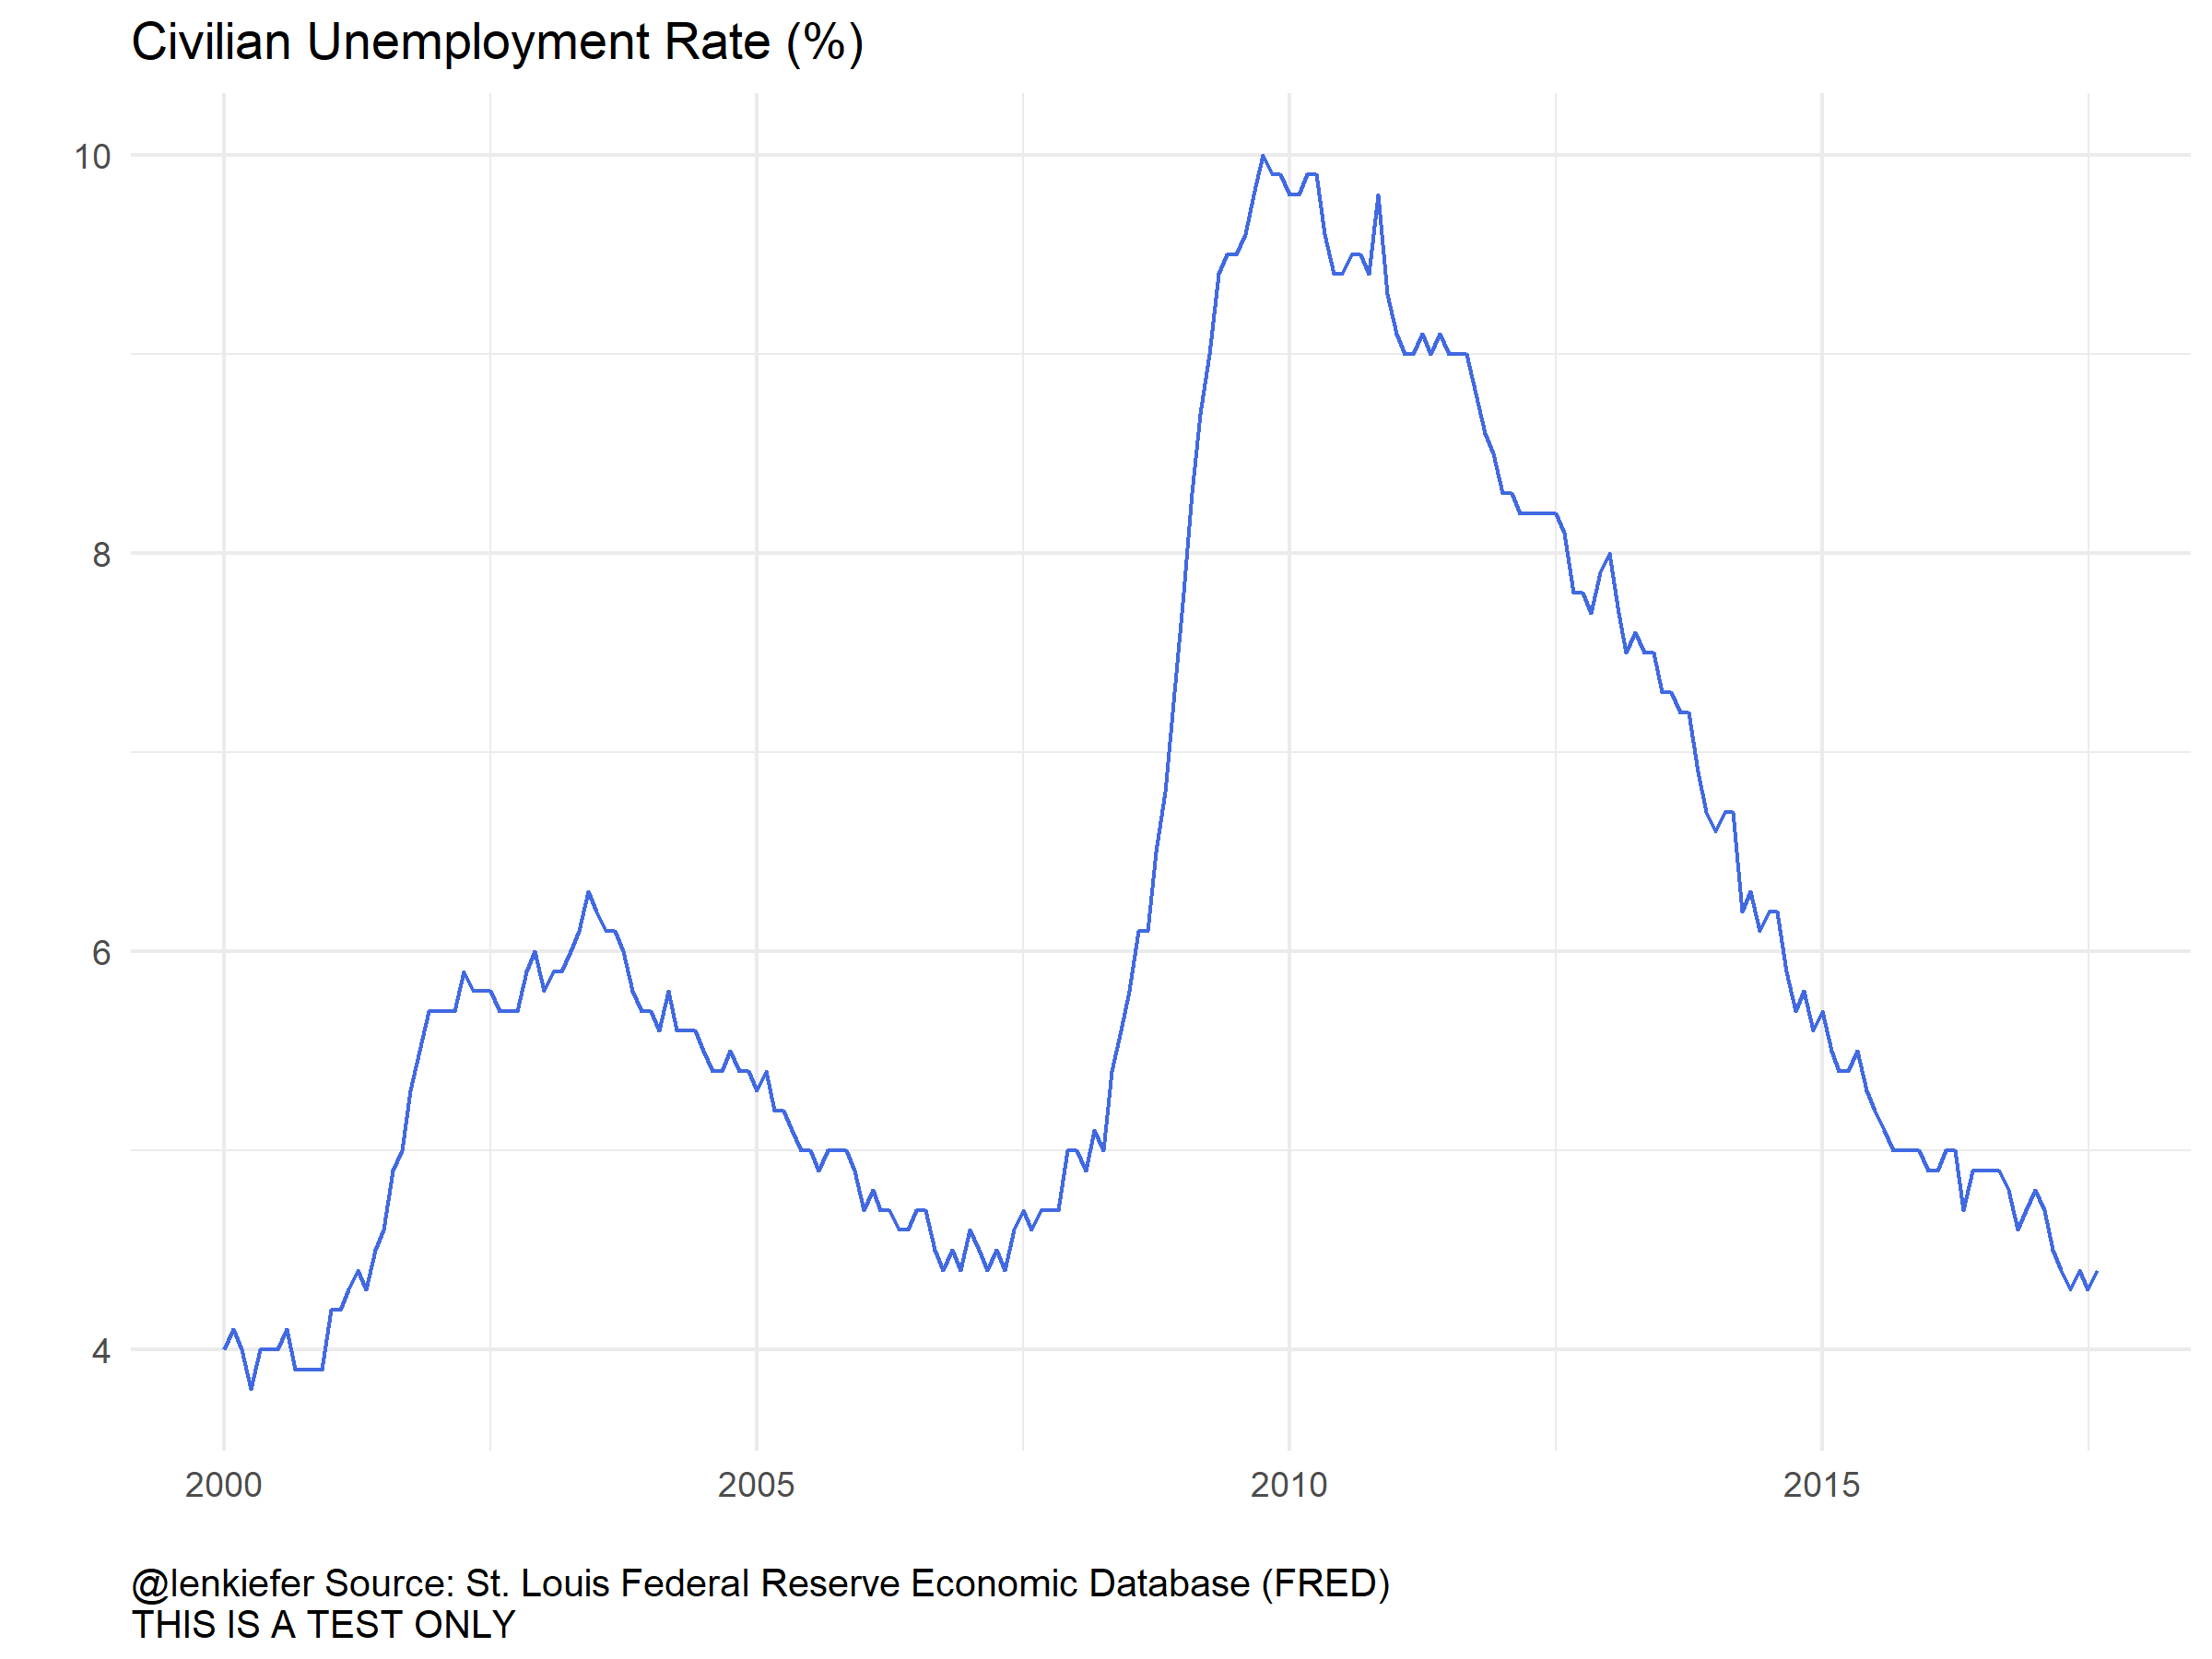 Civilian Unemployment Rate (%)
10
8
6
4
2000 2005 2010 2015
@lenkiefer Source: St. Louis Federal Reserve Economic Database (FRED)
THIS IS A TEST ONLY